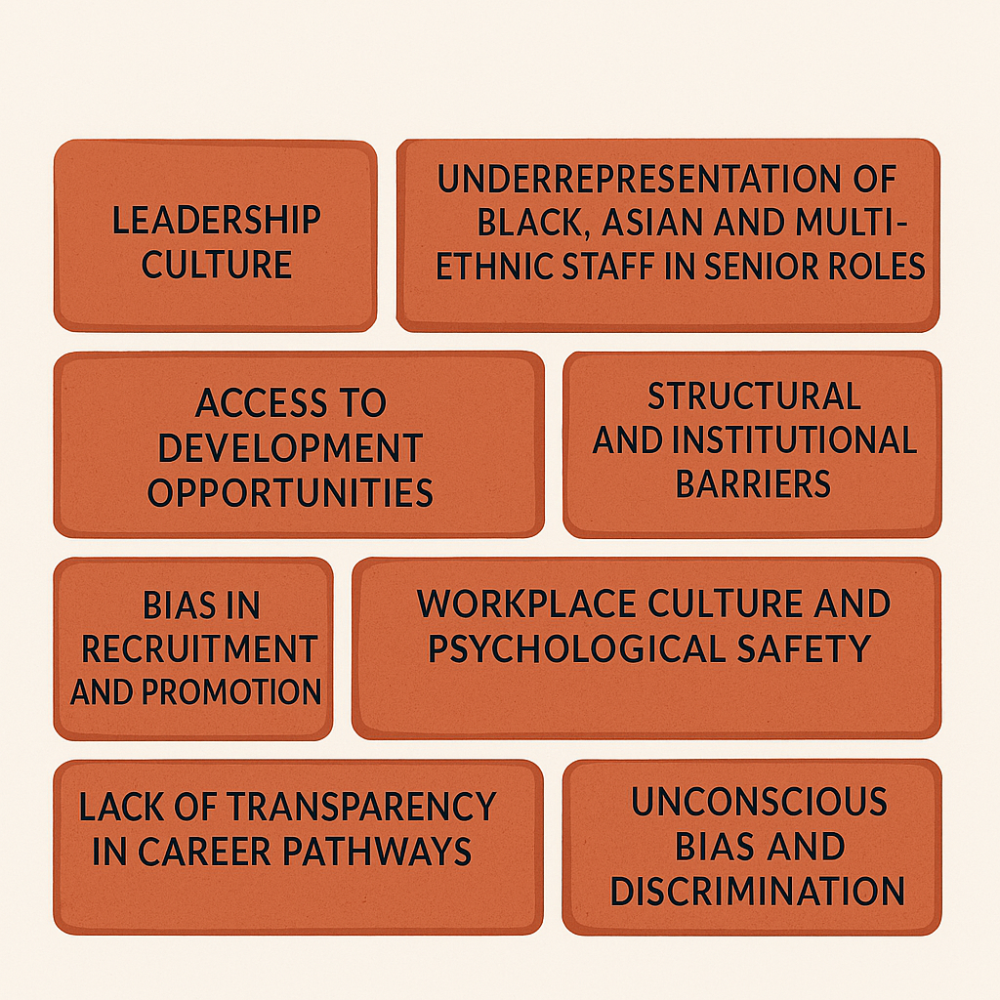 LEADERSHIP
CULTURE
UNDERREPRESENTATION OF
BLACK, ASIAN AND MULTI-
ETHNIC STAFF IN SENIOR ROLES
ACCESS TO
DEVELOPMENT
OPPORTUNITIES
STRUCTURAL
AND INSTITUTIONAL
BARRIERS
BIAS IN
RECRUITMENT
AND PROMOTION
WORKPLACE CULTURE AND
PSYCHOLOGICAL SAFETY
LACK OF TRANSPARENCY
IN CAREER PATHWAYS
UNCONSCIOUS
BIAS AND
DISCRIMINATION